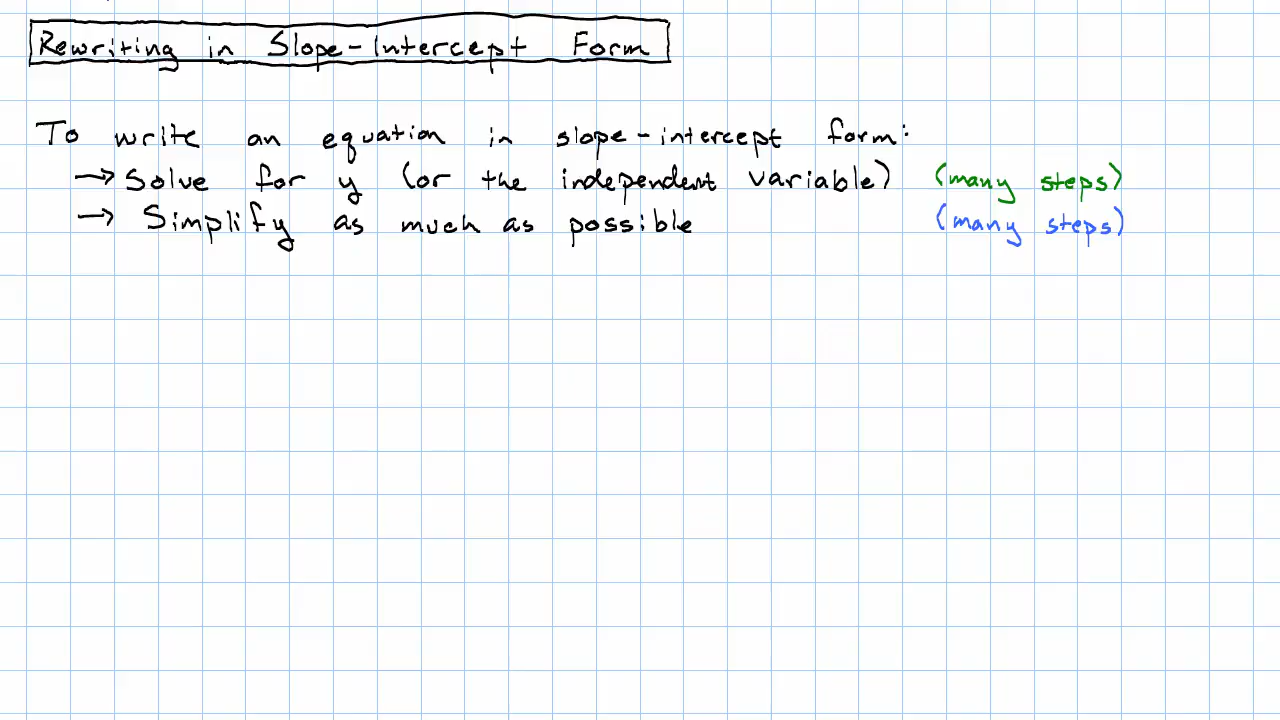 Rewriting in Slope-Intercept Form
To write an equation in slope-intercept form:
→ Solve for y (or the independent variable) (many steps)
→ Simplify as much as possible (many steps)